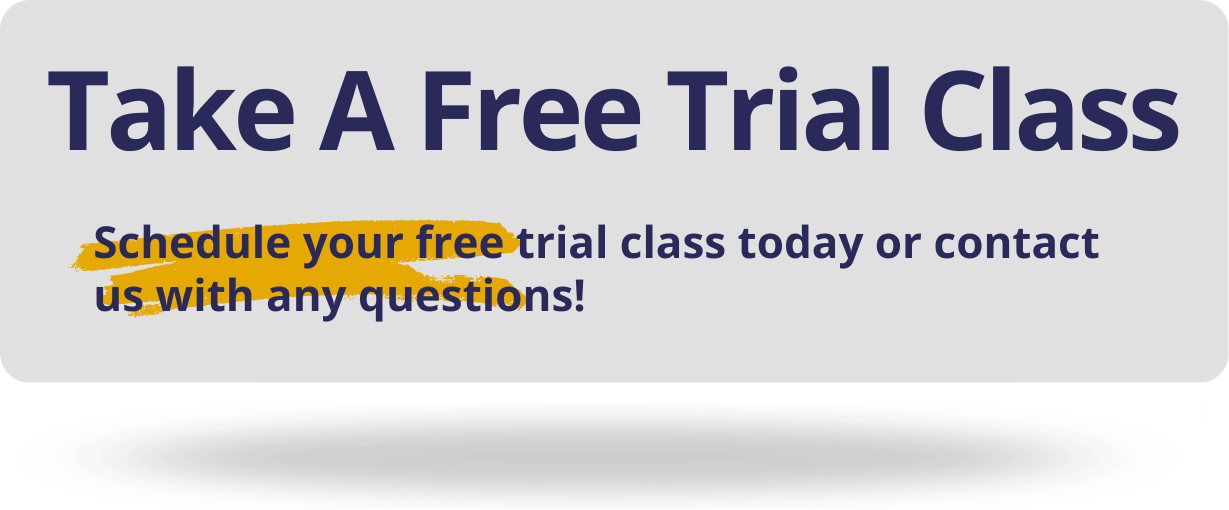 Take A Free Trial Class
Schedule your free trial class today or contact
us with any questions!